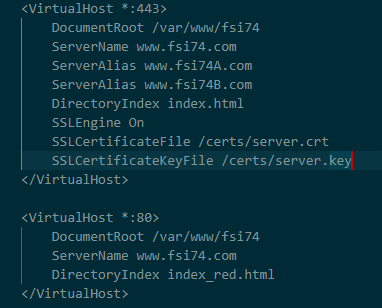 <VirtualHost *:443>
DocumentRoot /var/www/fsi74
ServerName www.fsi74.com
ServerAlias www.fsi74A.com
ServerAlias www.fsi74B.com
DirectoryIndex index.html
SSLEngine On
SSLCertificateFile /certs/server.crt
SSLCertificateKeyFile /certs/server.key
</VirtualHost>
<VirtualHost *:80>
DocumentRoot /var/www/fsi74
ServerName www.fsi74.com
DirectoryIndex index_red.html
</VirtualHost>